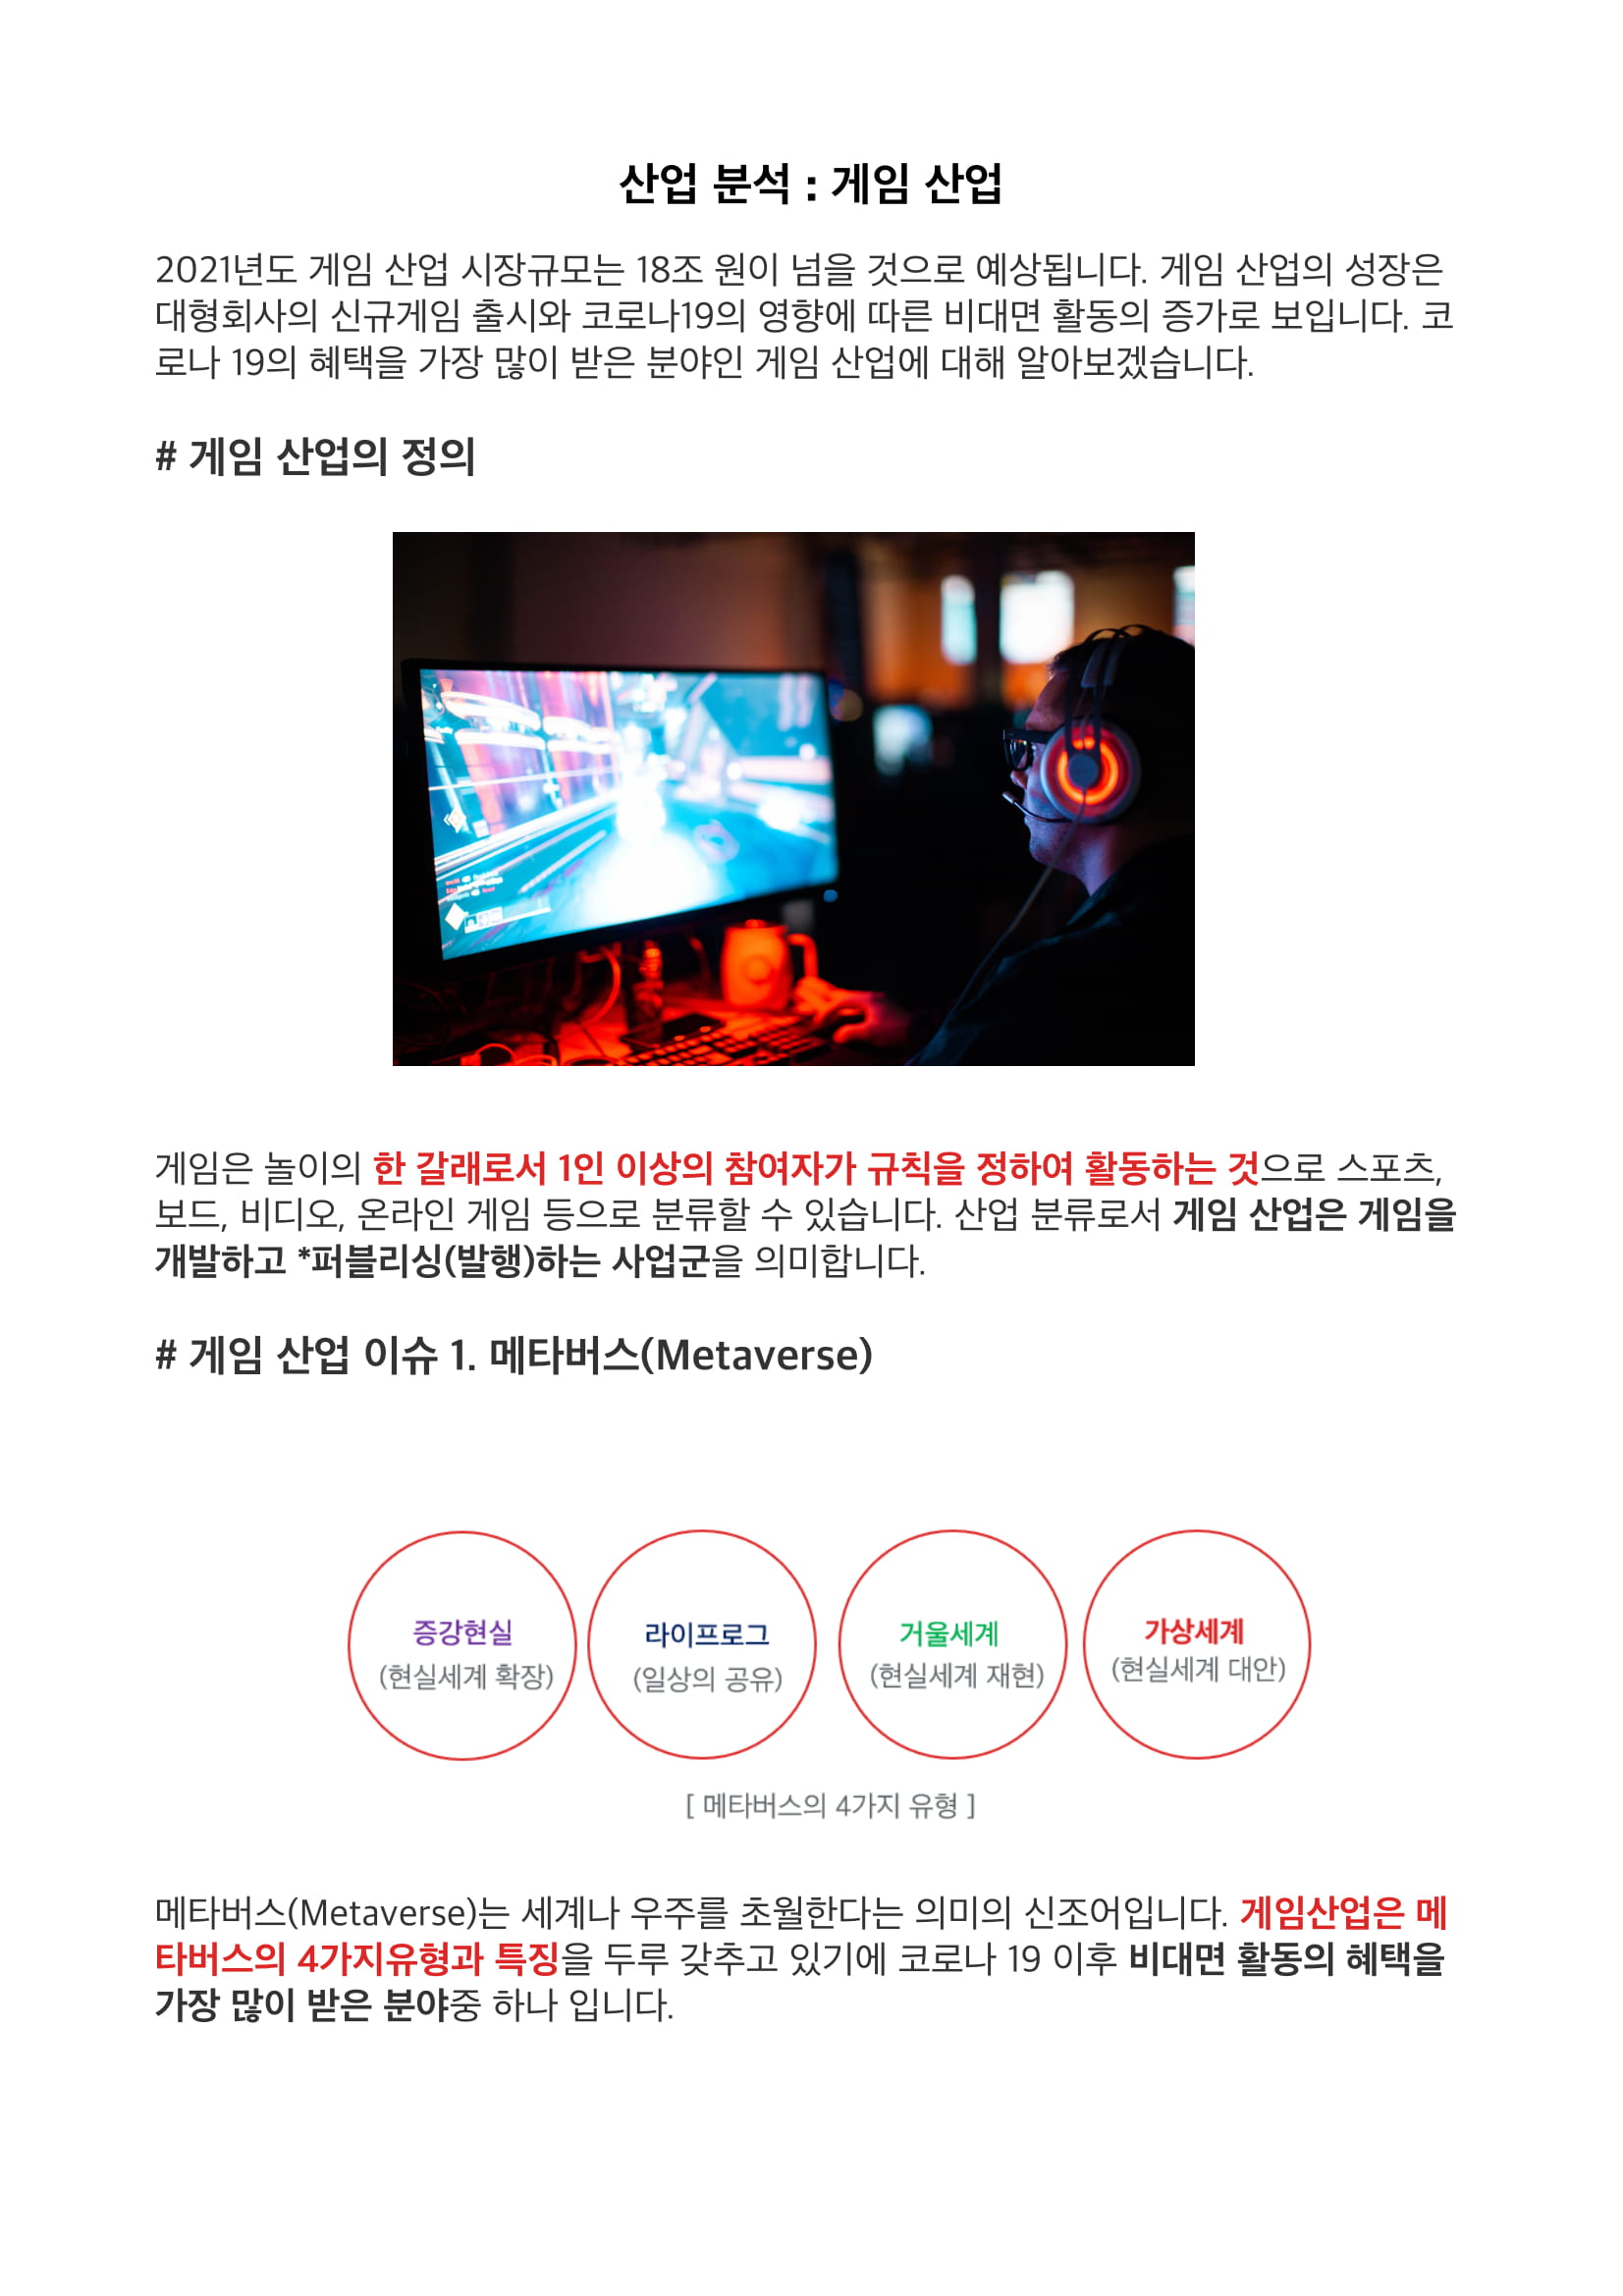 산업 분석 : 게임 산업
2021년도 게임 산업 시장규모는 18조 원이 넘을 것으로 예상됩니다. 게임 산업의 성장은
대형회사의 신규게임 출시와 코로나19의 영향에 따른 비대면 활동의 증가로 보입니다. 코
로나 19의 혜택을 가장 많이 받은 분야인 게임 산업에 대해 알아보겠습니다.
# 게임 산업의 정의
게임은 놀이의 한 갈래로서 1인 이상의 참여자가 규칙을 정하여 활동하는 것으로 스포츠,
보드, 비디오, 온라인 게임 등으로 분류할 수 있습니다. 산업 분류로서 게임 산업은 게임을
개발하고 *퍼블리싱(발행)하는 사업군을 의미합니다.
# 게임 산업 이슈 1. 메타버스(Metaverse)
증강현실
(현실세계 확장)
라이프로그
(일상의 공유)
거울세계
(현실세계 재현)
가상세계
(현실세계 대안)
[ 메타버스의 4가지 유형 ]
메타버스(Metaverse)는 세계나 우주를 초월한다는 의미의 신조어입니다. 게임산업은 메
타버스의 4가지유형과 특징을 두루 갖추고 있기에 코로나 19 이후 비대면 활동의 혜택을
가장 많이 받은 분야중 하나 입니다.